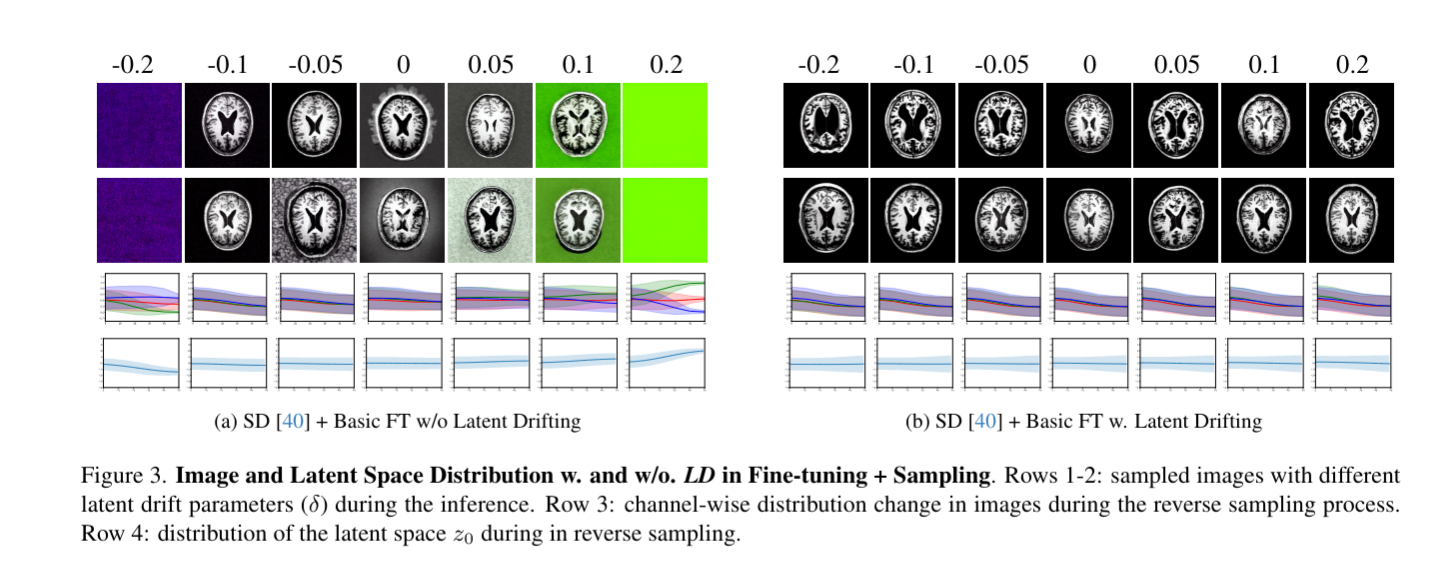 -0.2 -0.1 -0.05 0 0.05 0.1 0.2
-0.2 -0.1 -0.05 0 0.05 0.1 0.2
(a) SD [40] + Basic FT w/o Latent Drifting
(b) SD [40] + Basic FT w. Latent Drifting
Figure 3. Image and Latent Space Distribution w. and w/o. LD in Fine-tuning + Sampling. Rows 1-2: sampled images with different
latent drift parameters (δ) during the inference. Row 3: channel-wise distribution change in images during the reverse sampling process.
Row 4: distribution of the latent space z₀ during in reverse sampling.